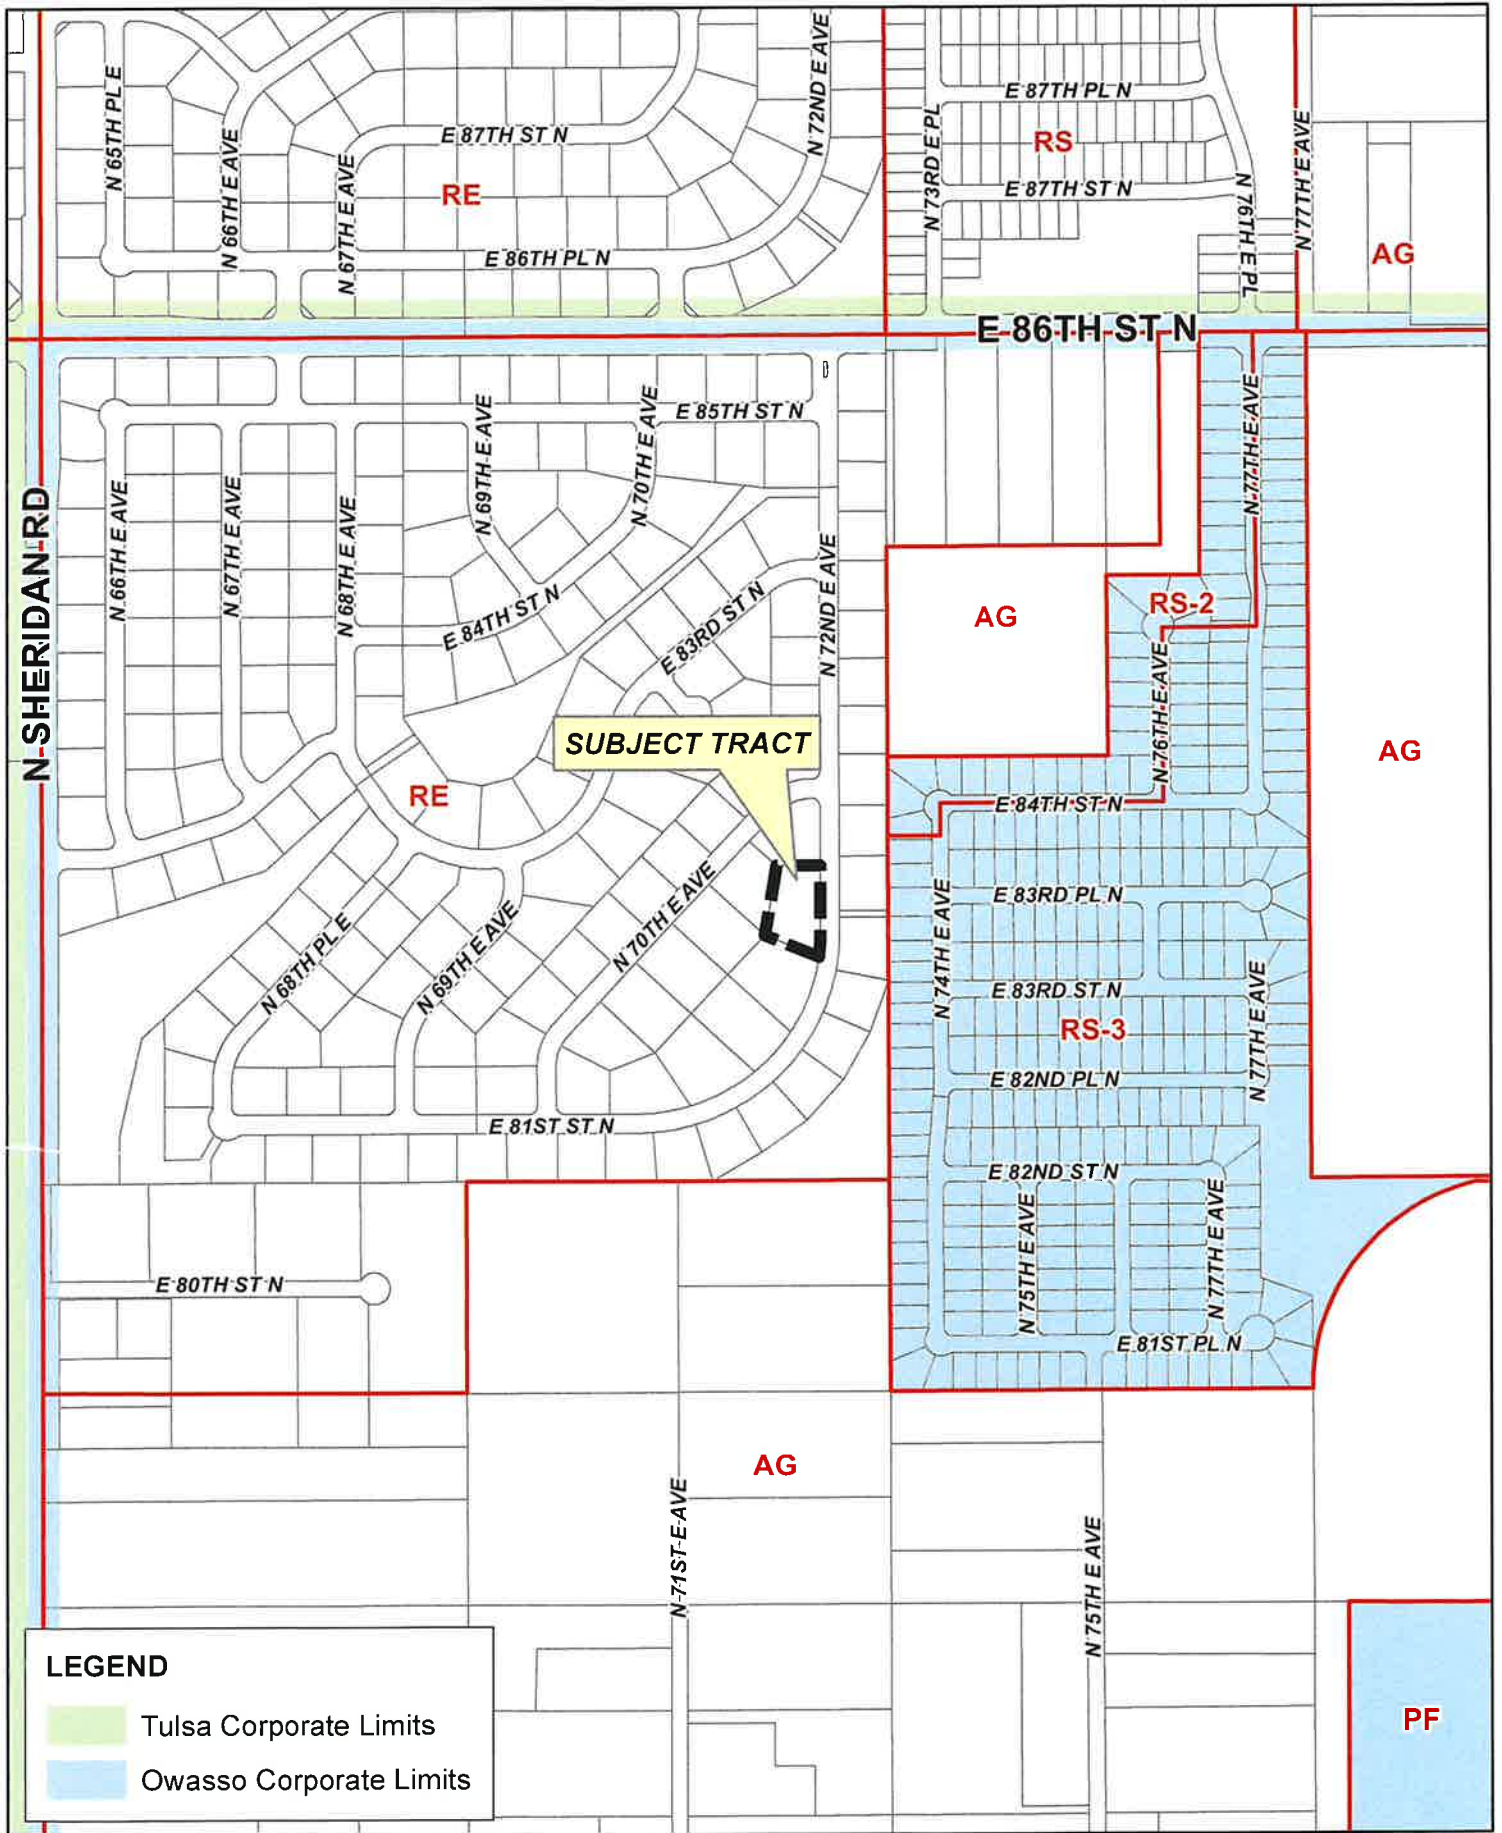 N 65TH PL E
N 66TH E AVE
N 67TH E AVE
E 87TH ST N
RE
E 86TH PL N
N 72ND E AVE
N 73RD E PL
E 87TH PL N
RS
E 87TH ST N
N 76TH E PL
N 77TH E AVE
AG
E 86TH ST N
N SHERIDAN RD
N 66TH E AVE
N 67TH E AVE
N 68TH E AVE
N 69TH E AVE
N 70TH E AVE
E 85TH ST N
E 84TH ST N
E 83RD ST N
N 72ND E AVE
N 77TH E AVE
AG
RS-2
N 76TH E AVE
AG
SUBJECT TRACT
RE
E 84TH ST N
N 68TH PL E
N 69TH E AVE
N 70TH E AVE
N 74TH E AVE
E 83RD PL N
E 83RD ST N
RS-3
N 77TH E AVE
E 82ND PL N
E 81ST ST N
E 82ND ST N
N 75TH E AVE
N 77TH E AVE
E 80TH ST N
E 81ST PL N
AG
N 71ST E AVE
N 75TH E AVE
PF
LEGEND
Tulsa Corporate Limits
Owasso Corporate Limits